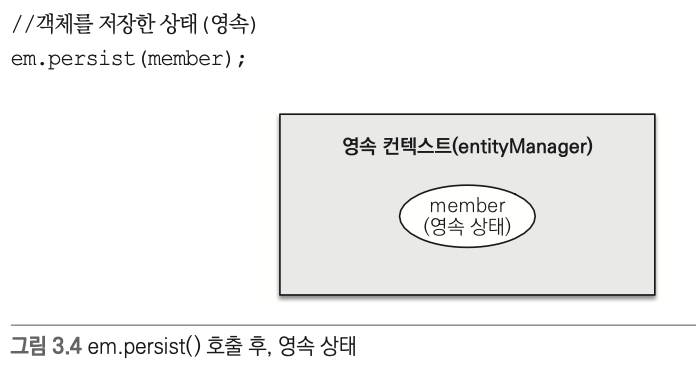 //객체를 저장한 상태(영속)
em.persist(member);
영속 컨텍스트(entityManager)
member
(영속 상태)
그림 3.4 em.persist() 호출 후, 영속 상태